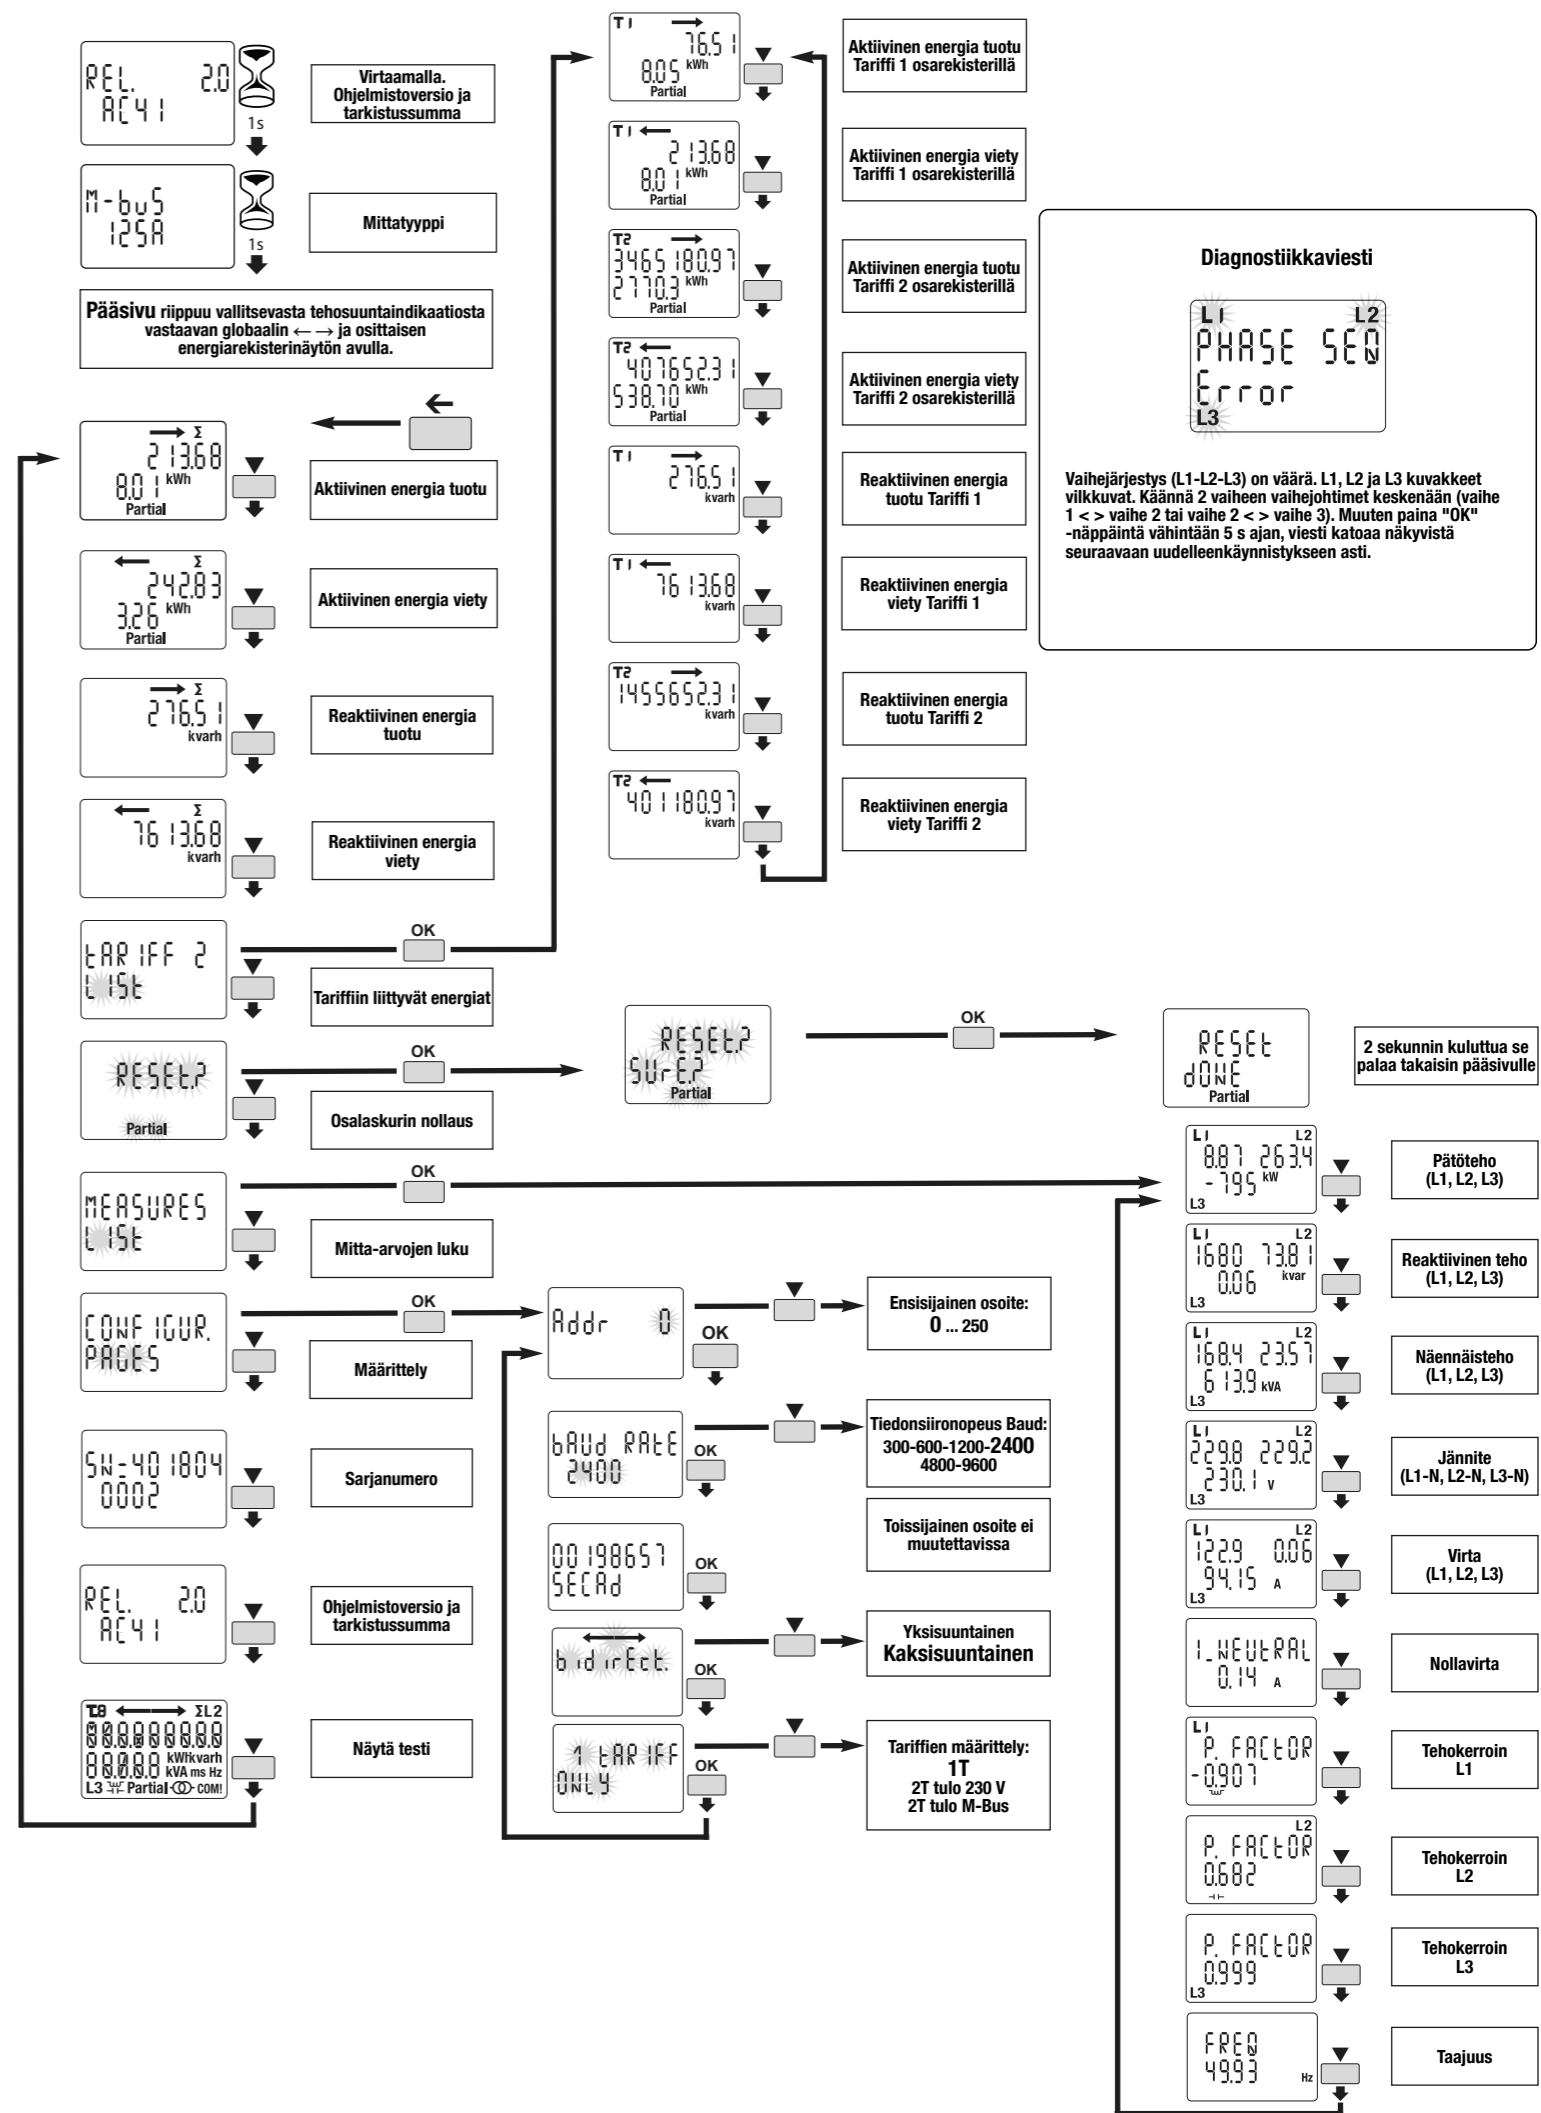 REL. 2.0
AC41
1s
Virtaamalla.
Ohjelmistoversio ja
tarkistussumma
M-buS
125A
1s
Mittatyyppi
Pääsivu riippuu vallitsevasta tehosuuntaindikaatiosta
vastaavan globaalin ←→ ja osittaisen
energiarekisterinäytön avulla.
→ Σ
213.68
8.01 kWh
Partial
←
Aktiivinen energia tuotu
← Σ
242.83
3.26 kWh
Partial
Aktiivinen energia viety
→ Σ
276.51
kvarh
Reaktiivinen energia
tuotu
← Σ
7613.68
kvarh
Reaktiivinen energia
viety
tARIFF 2
LISt
OK
Tariffiin liittyvät energiat
RESEt.?
Partial
OK
Osalaskurin nollaus
RESEt.?
SUrE.?
Partial
OK
RESEt
dONE
Partial
2 sekunnin kuluttua se
palaa takaisin pääsivulle
MEASURES
LISt
OK
Mitta-arvojen luku
CONFIGUR.
PAGES
OK
Määrittely
SN_401804
0002
Sarjanumero
REL. 2.0
AC41
Ohjelmistoversio ja
tarkistussumma
T.8 ←→ ΣL2
kWhkvarh
kVA ms Hz
L3 Partial COM!
Näytä testi
T1 →
76.51
8.05 kWh
Partial
Aktiivinen energia tuotu
Tariffi 1 osarekisterillä
T1 ←
213.68
8.01 kWh
Partial
Aktiivinen energia viety
Tariffi 1 osarekisterillä
T2 →
3465180.97
2770.3 kWh
Partial
Aktiivinen energia tuotu
Tariffi 2 osarekisterillä
T2 ←
407652.31
538.70 kWh
Partial
Aktiivinen energia viety
Tariffi 2 osarekisterillä
T1 →
276.51
kvarh
Reaktiivinen energia
tuotu Tariffi 1
T1 ←
7613.68
kvarh
Reaktiivinen energia
viety Tariffi 1
T2 →
1455652.31
kvarh
Reaktiivinen energia
tuotu Tariffi 2
T2 ←
401180.97
kvarh
Reaktiivinen energia
viety Tariffi 2
Diagnostiikkaviesti
L1 L2
PHASE SEQ
Error
L3
Vaihejärjestys (L1-L2-L3) on väärä. L1, L2 ja L3 kuvakkeet
vilkkuvat. Käännä 2 vaiheen vaihejohtimet keskenään (vaihe
1 < > vaihe 2 tai vaihe 2 < > vaihe 3). Muuten paina "OK"
-näppäintä vähintään 5 s ajan, viesti katoaa näkyvistä
seuraavaan uudelleenkäynnistykseen asti.
Addr 0
OK
Ensisijainen osoite:
0 ... 250
bAUd RAtE
2400
OK
Tiedonsiironopeus Baud:
300-600-1200-2400
4800-9600
00198657
SECAd
OK
Toissijainen osoite ei
muutettavissa
bidirEct.
OK
Yksisuuntainen
Kaksisuuntainen
1 tARIFF
ONLY
OK
Tariffien määrittely:
1T
2T tulo 230 V
2T tulo M-Bus
L1 L2
8.87 263.4
-795 kW
L3
Pätöteho
(L1, L2, L3)
L1 L2
1680 73.81
0.06 kvar
L3
Reaktiivinen teho
(L1, L2, L3)
L1 L2
168.4 23.57
613.9 kVA
L3
Näennäisteho
(L1, L2, L3)
L1 L2
229.8 229.2
230.1 V
L3
Jännite
(L1-N, L2-N, L3-N)
L1 L2
122.9 0.06
94.15 A
L3
Virta
(L1, L2, L3)
I_NEUtRAL
0.14 A
Nollavirta
L1
P. FACtOR
-0.907
Tehokerroin
L1
L2
P. FACtOR
0.682
Tehokerroin
L2
P. FACtOR
0.999
L3
Tehokerroin
L3
FREQ
49.93
Hz
Taajuus